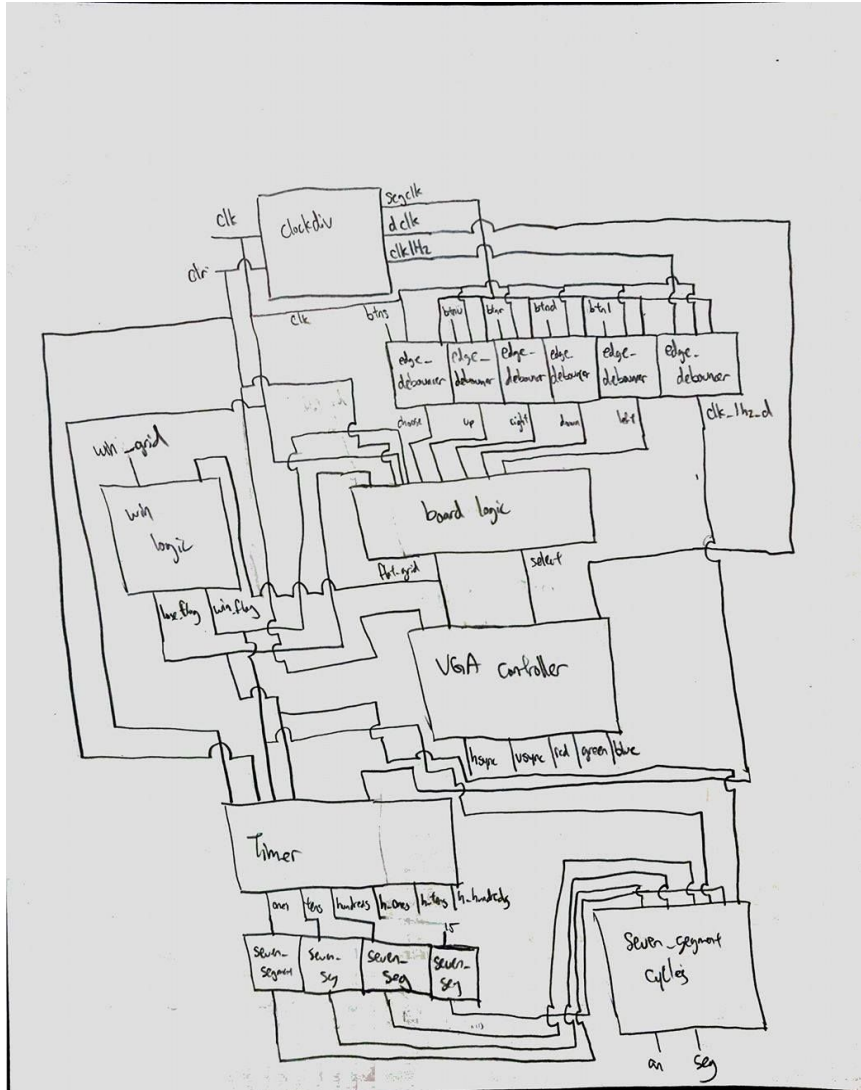 segclk
clk
clockdiv
dclk
clk1Hz
clr
clk
btns
btnu
btnr
btnd
btnl
edge_
debouncer
edge_
debouncer
edge_
debouncer
edge_
debouncer
edge_
debouncer
edge_
debouncer
choose
up
right
down
left
clk_1hz_d
win_grid
win
logic
board logic
flat_grid
select
lose_flag
win_flag
VGA controller
hsync
vsync
red
green
blue
Timer
ones
tens
hundreds
h_ones
h_tens
h_hundreds
15
seven_
segment
seven_
seg
seven_
seg
seven_
seg
seven_segment
cycles
an
seg